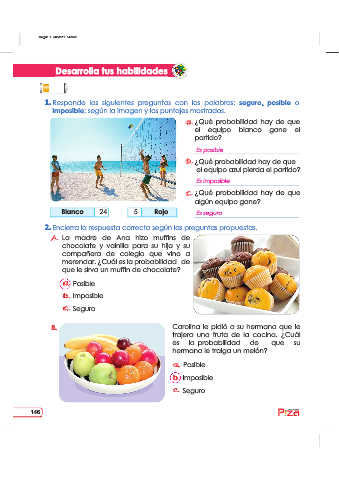 Desarrolla tus habilidades
1. Responde las siguientes preguntas con las palabras: seguro, posible o
imposible; según la imagen y los puntajes mostrados.
a. ¿Qué probabilidad hay de que
el equipo blanco gane el
partido?
Es posible
b. ¿Qué probabilidad hay de que
el equipo azul pierda el partido?
Es imposible
c. ¿Qué probabilidad hay de que
algún equipo gane?
Es seguro
Blanco 24 5 Rojo
2. Encierra la respuesta correcta según las preguntas propuestas.
A. La madre de Ana hizo muffins de
chocolate y vainilla para su hija y su
compañera de colegio que vino a
merendar. ¿Cuál es la probabilidad de
que le sirva un muffin de chocolate?
a. Posible
b. Imposible
c. Seguro
B. Carolina le pidió a su hermana que le
trajera una fruta de la cocina. ¿Cuál
es la probabilidad de que su
hermana le traiga un melón?
a. Posible
b. Imposible
c. Seguro
146